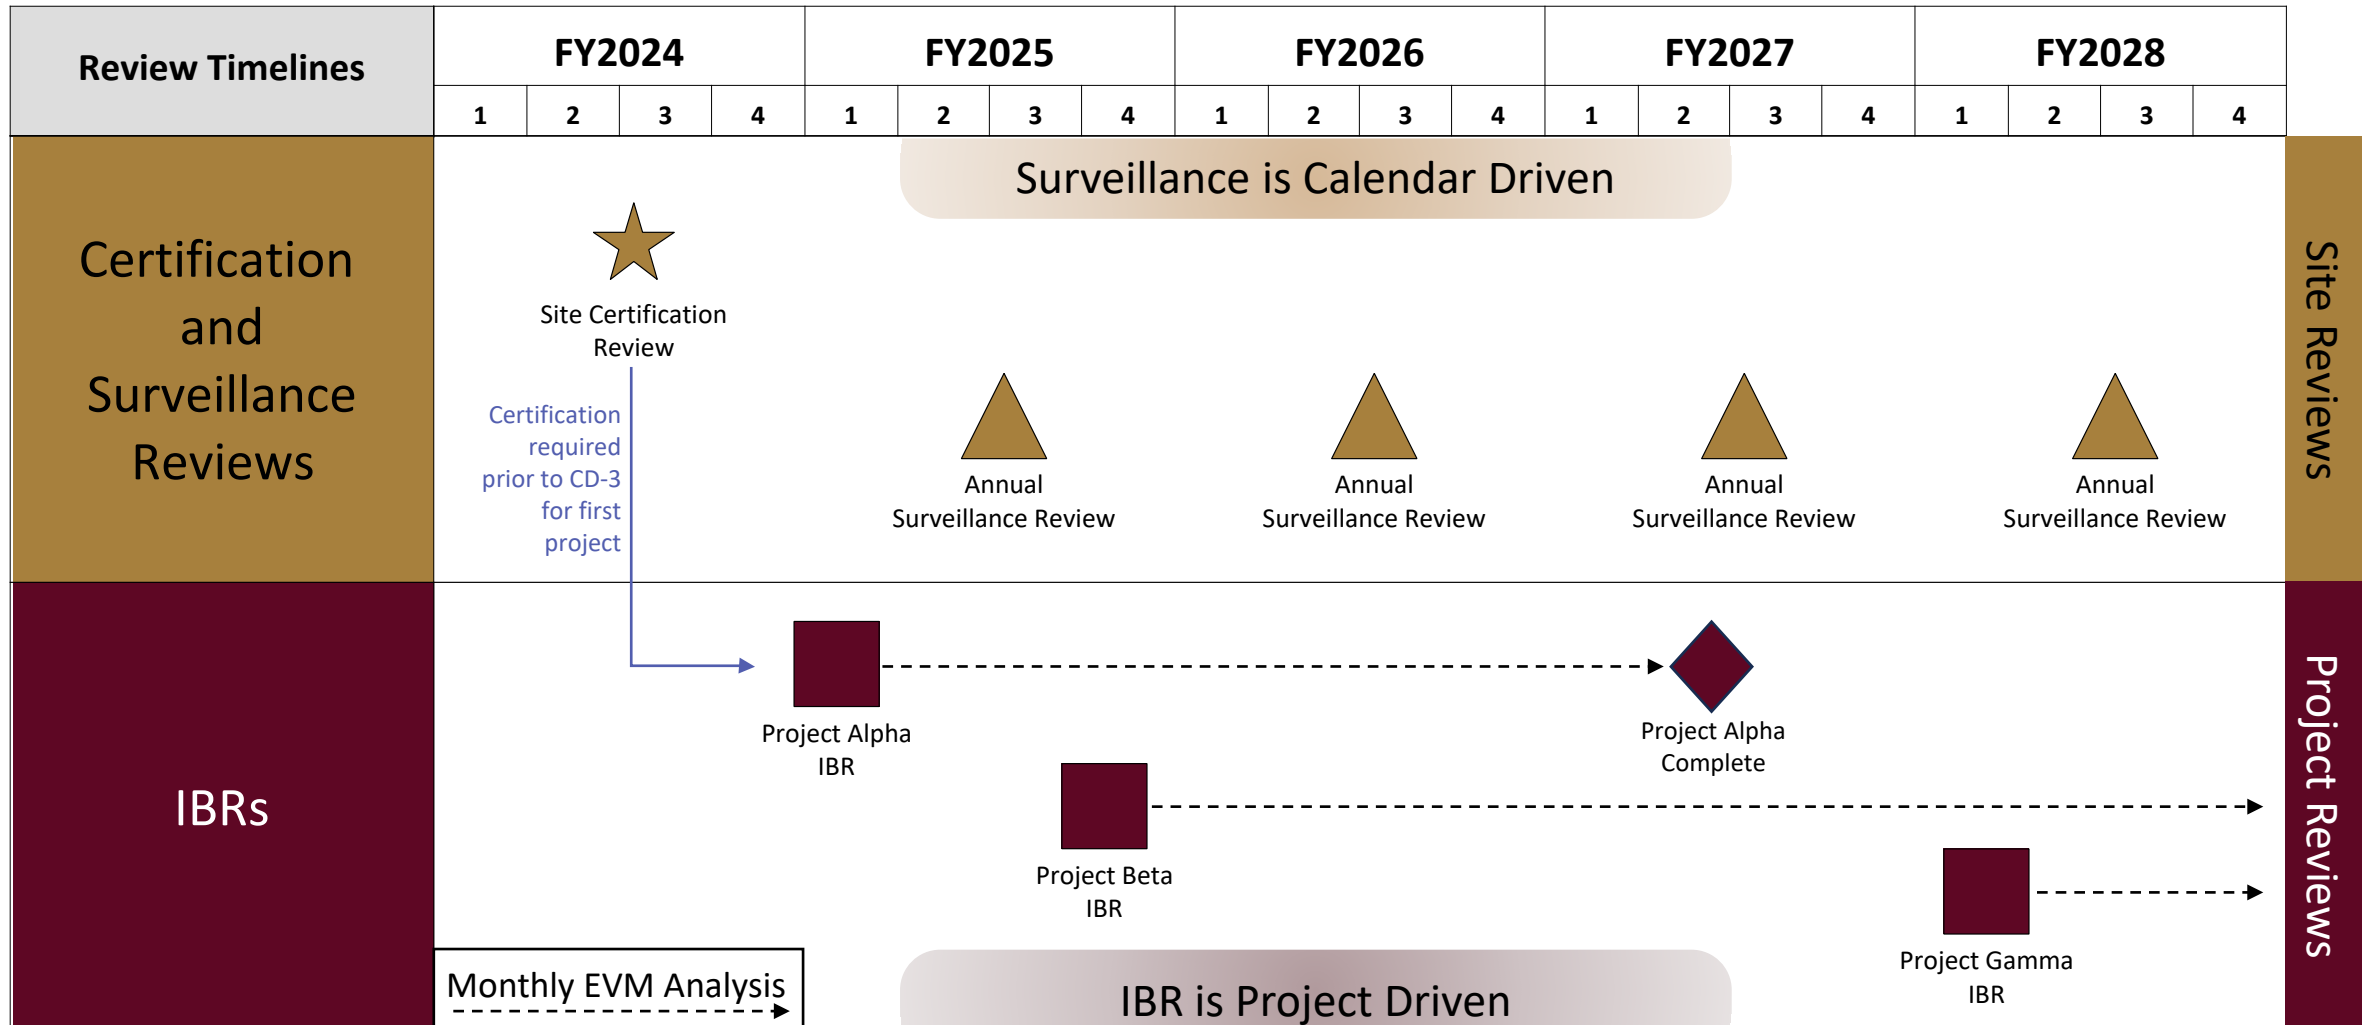 Review Timelines
FY2024
FY2025
FY2026
FY2027
FY2028
1 2 3 4 1 2 3 4 1 2 3 4 1 2 3 4 1 2 3 4
Surveillance is Calendar Driven
Certification
and
Surveillance
Reviews
Site Certification
Review
Certification
required
prior to CD-3
for first
project
Annual
Surveillance Review
Annual
Surveillance Review
Annual
Surveillance Review
Annual
Surveillance Review
Site Reviews
IBRs
Project Alpha
IBR
Project Alpha
Complete
Project Beta
IBR
Project Gamma
IBR
Monthly EVM Analysis
IBR is Project Driven
Project Reviews